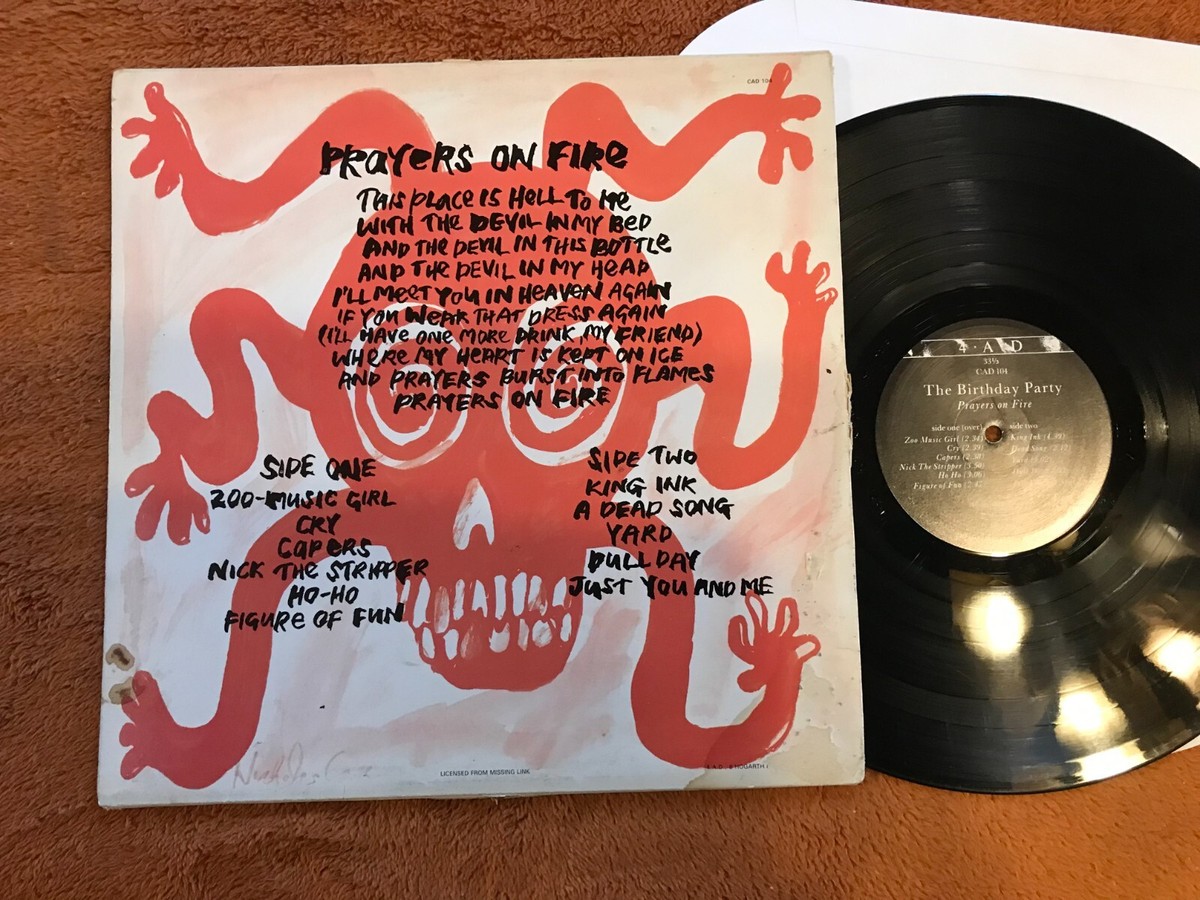 CAD 104
PRAYERS ON FIRE
THIS PLACE IS HELL TO ME
WITH THE DEVIL IN MY BED
AND THE DEVIL IN THIS BOTTLE
AND THE DEVIL IN MY HEAD
I'LL MEET YOU IN HEAVEN AGAIN
IF YOU WEAR THAT DRESS AGAIN
(I'LL HAVE ONE MORE DRINK, MY FRIEND)
WHERE MY HEART IS KEPT ON ICE
AND PRAYERS BURST INTO FLAMES
PRAYERS ON FIRE
SIDE ONE
ZOO-MUSIC GIRL
CRY
CAPERS
NICK THE STRIPPER
HO-HO
FIGURE OF FUN
SIDE TWO
KING INK
A DEAD SONG
YARD
DULL DAY
JUST YOU AND ME
LICENSED FROM MISSING LINK
HOGARTH
4·A·D
33⅓
CAD 104
The Birthday Party
Prayers on Fire
side one (over)
Zoo Music Girl
Cry
Capers
Nick The Stripper
Ho Ho
Figure of Fun
side two
King Ink
Dead Song